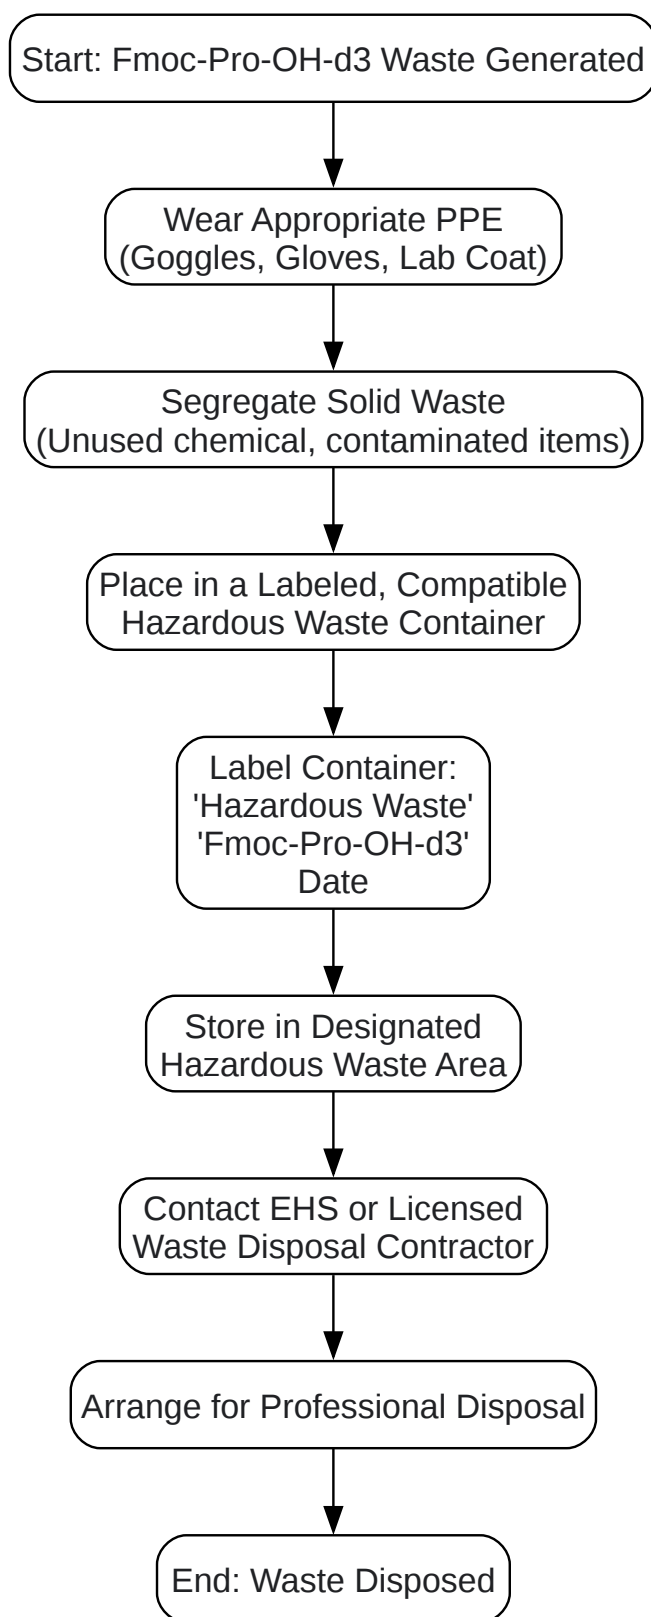 Start: Fmoc-Pro-OH-d3 Waste Generated
Wear Appropriate PPE
(Goggles, Gloves, Lab Coat)
Segregate Solid Waste
(Unused chemical, contaminated items)
Place in a Labeled, Compatible
Hazardous Waste Container
Label Container:
'Hazardous Waste'
'Fmoc-Pro-OH-d3'
Date
Store in Designated
Hazardous Waste Area
Contact EHS or Licensed
Waste Disposal Contractor
Arrange for Professional Disposal
End: Waste Disposed